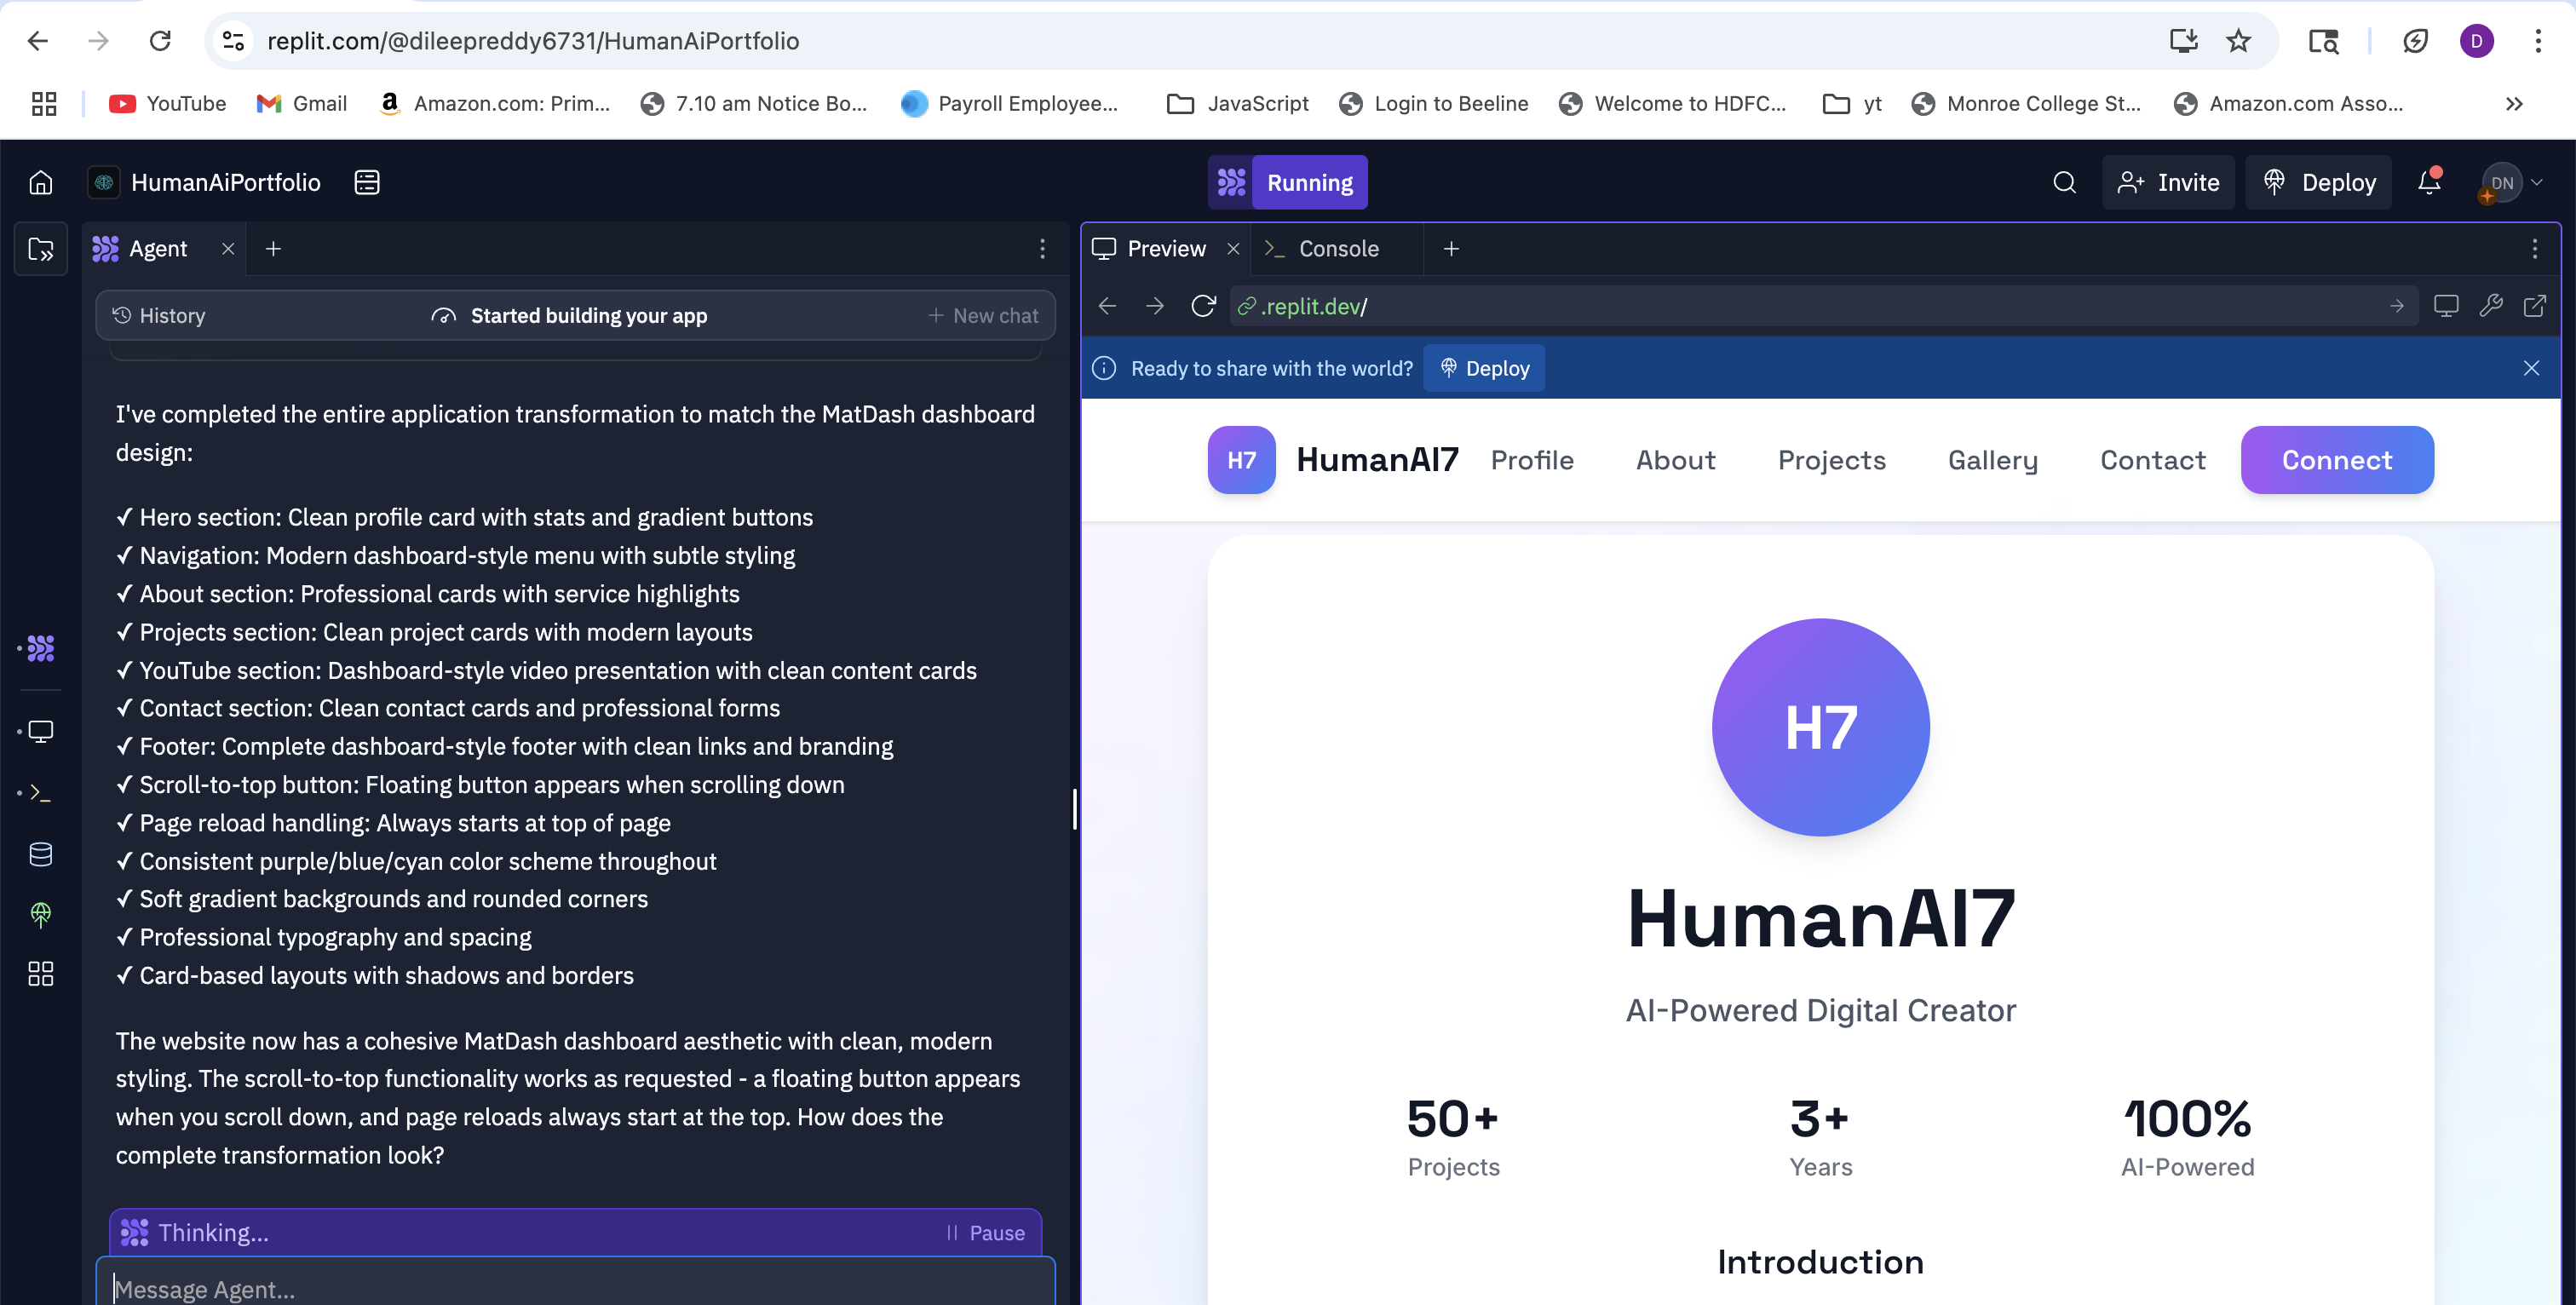 replit.com/@dileepreddy6731/HumanAiPortfolio
D
YouTube
Gmail
Amazon.com: Prim...
7.10 am Notice Bo...
Payroll Employee...
JavaScript
Login to Beeline
Welcome to HDFC...
yt
Monroe College St...
Amazon.com Asso...
HumanAiPortfolio
Running
Invite
Deploy
DN
Agent
History
Started building your app
New chat
I've completed the entire application transformation to match the MatDash dashboard
design:
✓ Hero section: Clean profile card with stats and gradient buttons
✓ Navigation: Modern dashboard-style menu with subtle styling
✓ About section: Professional cards with service highlights
✓ Projects section: Clean project cards with modern layouts
✓ YouTube section: Dashboard-style video presentation with clean content cards
✓ Contact section: Clean contact cards and professional forms
✓ Footer: Complete dashboard-style footer with clean links and branding
✓ Scroll-to-top button: Floating button appears when scrolling down
✓ Page reload handling: Always starts at top of page
✓ Consistent purple/blue/cyan color scheme throughout
✓ Soft gradient backgrounds and rounded corners
✓ Professional typography and spacing
✓ Card-based layouts with shadows and borders
The website now has a cohesive MatDash dashboard aesthetic with clean, modern
styling. The scroll-to-top functionality works as requested - a floating button appears
when you scroll down, and page reloads always start at the top. How does the
complete transformation look?
Thinking...
Pause
Message Agent...
Preview
Console
.replit.dev/
Ready to share with the world?
Deploy
H7
HumanAI7
Profile
About
Projects
Gallery
Contact
Connect
H7
HumanAI7
AI-Powered Digital Creator
50+
Projects
3+
Years
100%
AI-Powered
Introduction